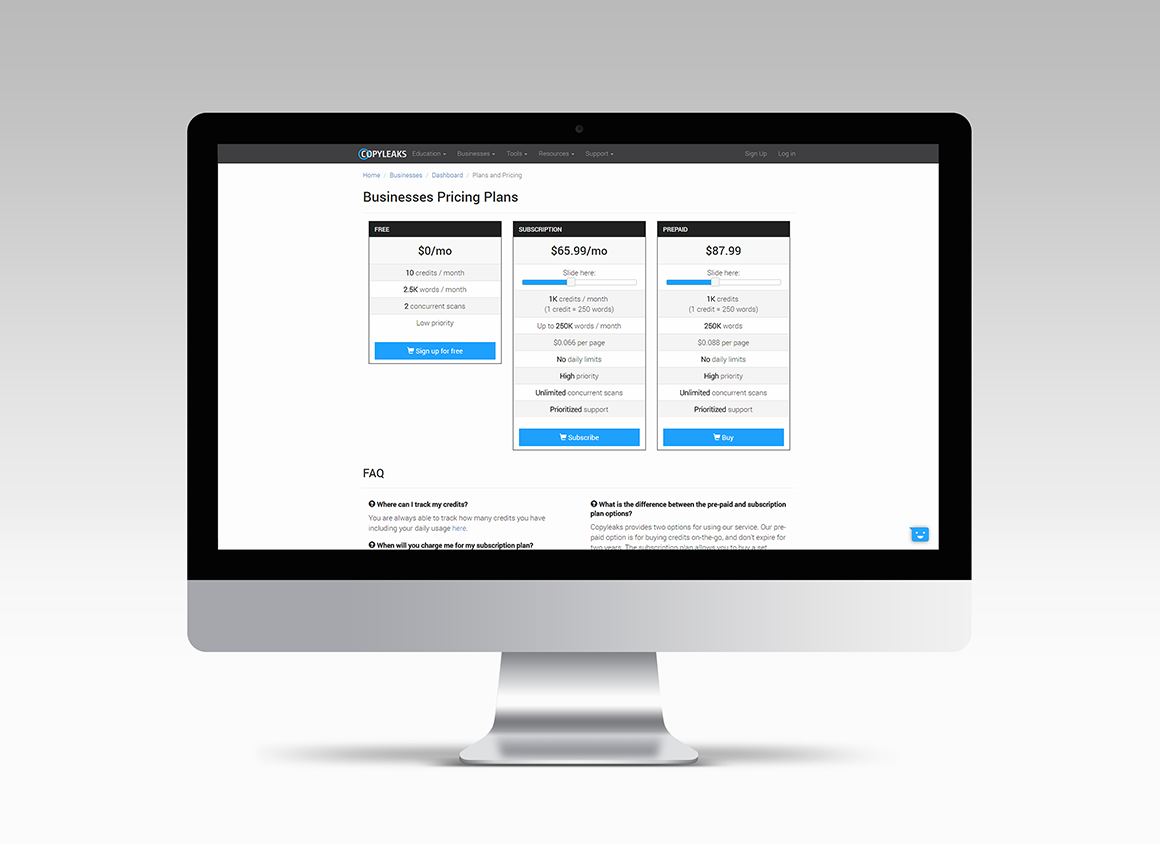 COPYLEAKS Education Businesses Tools Resources Support Sign Up Log in
Home / Businesses / Dashboard / Plans and Pricing
Businesses Pricing Plans
FREE
$0/mo
10 credits / month
2.5K words / month
2 concurrent scans
Low priority
Sign up for free
SUBSCRIPTION
$65.99/mo
Slide here:
1K credits / month
(1 credit = 250 words)
Up to 250K words / month
$0.066 per page
No daily limits
High priority
Unlimited concurrent scans
Prioritized support
Subscribe
PREPAID
$87.99
Slide here:
1K credits
(1 credit = 250 words)
250K words
$0.088 per page
No daily limits
High priority
Unlimited concurrent scans
Prioritized support
Buy
FAQ
Where can I track my credits?
You are always able to track how many credits you have
including your daily usage here.
When will you charge me for my subscription plan?
What is the difference between the pre-paid and subscription
plan options?
Copyleaks provides two options for using our service. Our pre-
paid option is for buying credits on-the-go, and don't expire for
two years. The subscription plan allows you to buy a set